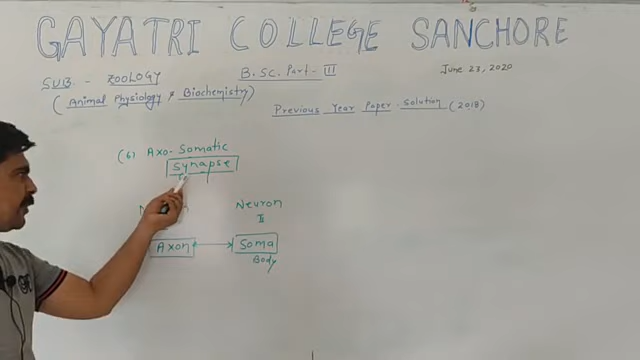 GAYATRI COLLEGE SANCHORE
SUB. - ZOOLOGY
B.SC. Part - III
June 23, 2020
(Animal Physiology & Biochemistry)
Previous Year Paper Solution (2018)
(6) Axo-Somatic
Synapse
Neuron
II
Axon
Soma
Body